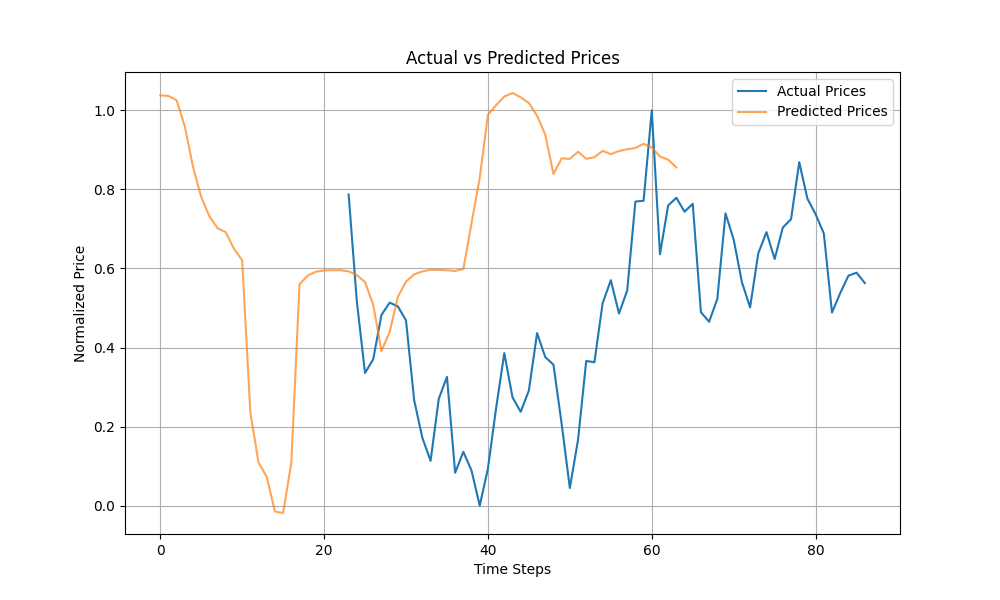 Actual vs Predicted Prices
Actual Prices
Predicted Prices
Normalized Price
1.0
0.8
0.6
0.4
0.2
0.0
0
20
40
60
80
Time Steps